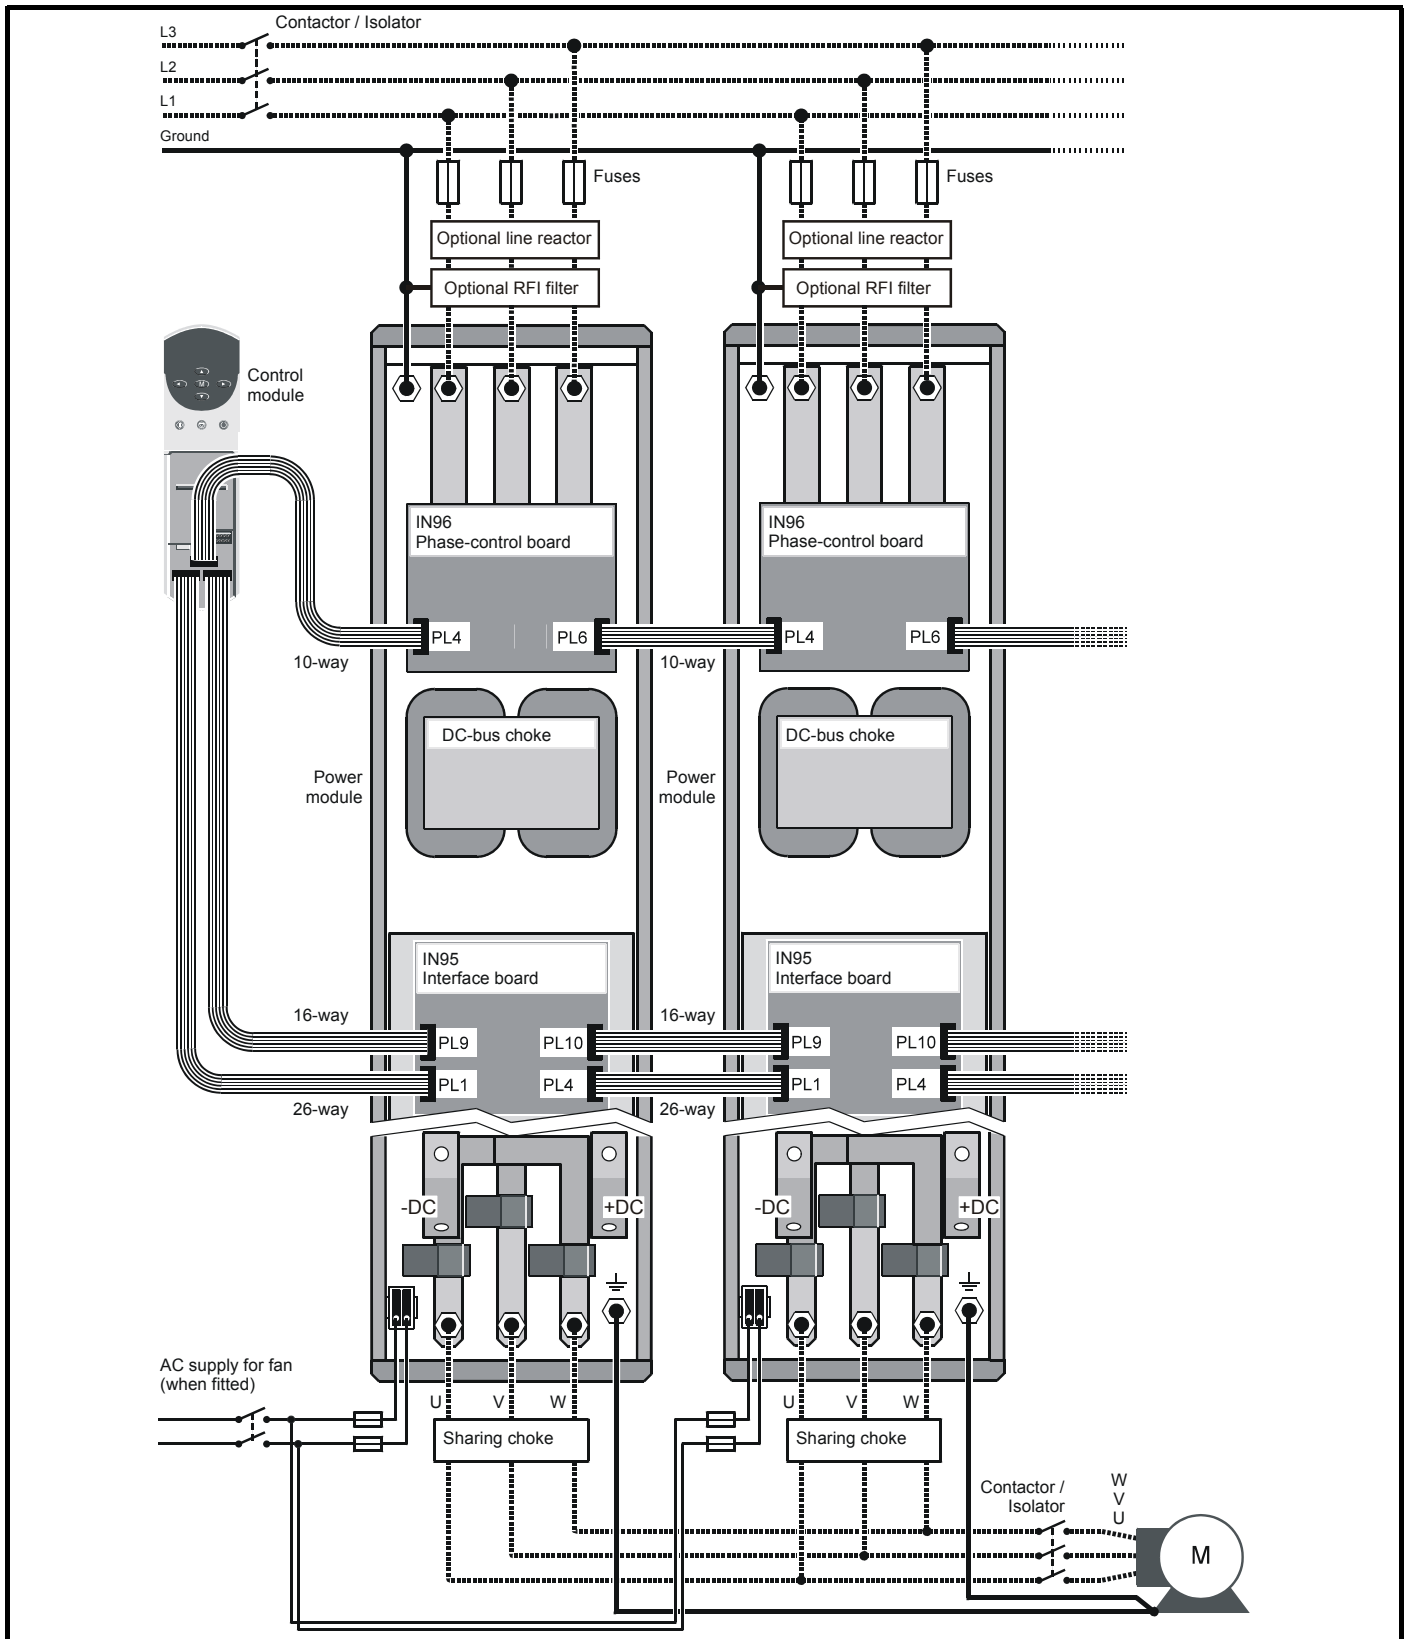 Contactor / Isolator
L3
L2
L1
Ground
Fuses
Fuses
Optional line reactor
Optional line reactor
Optional RFI filter
Optional RFI filter
Control
module
M
IN96
Phase-control board
IN96
Phase-control board
PL4
PL6
PL4
PL6
10-way
10-way
DC-bus choke
DC-bus choke
Power
module
Power
module
IN95
Interface board
IN95
Interface board
16-way
16-way
PL9
PL10
PL9
PL10
PL1
PL4
PL1
PL4
26-way
26-way
-DC
+DC
-DC
+DC
AC supply for fan
(when fitted)
U
V
W
U
V
W
Sharing choke
Sharing choke
Contactor /
Isolator
W
V
U
M